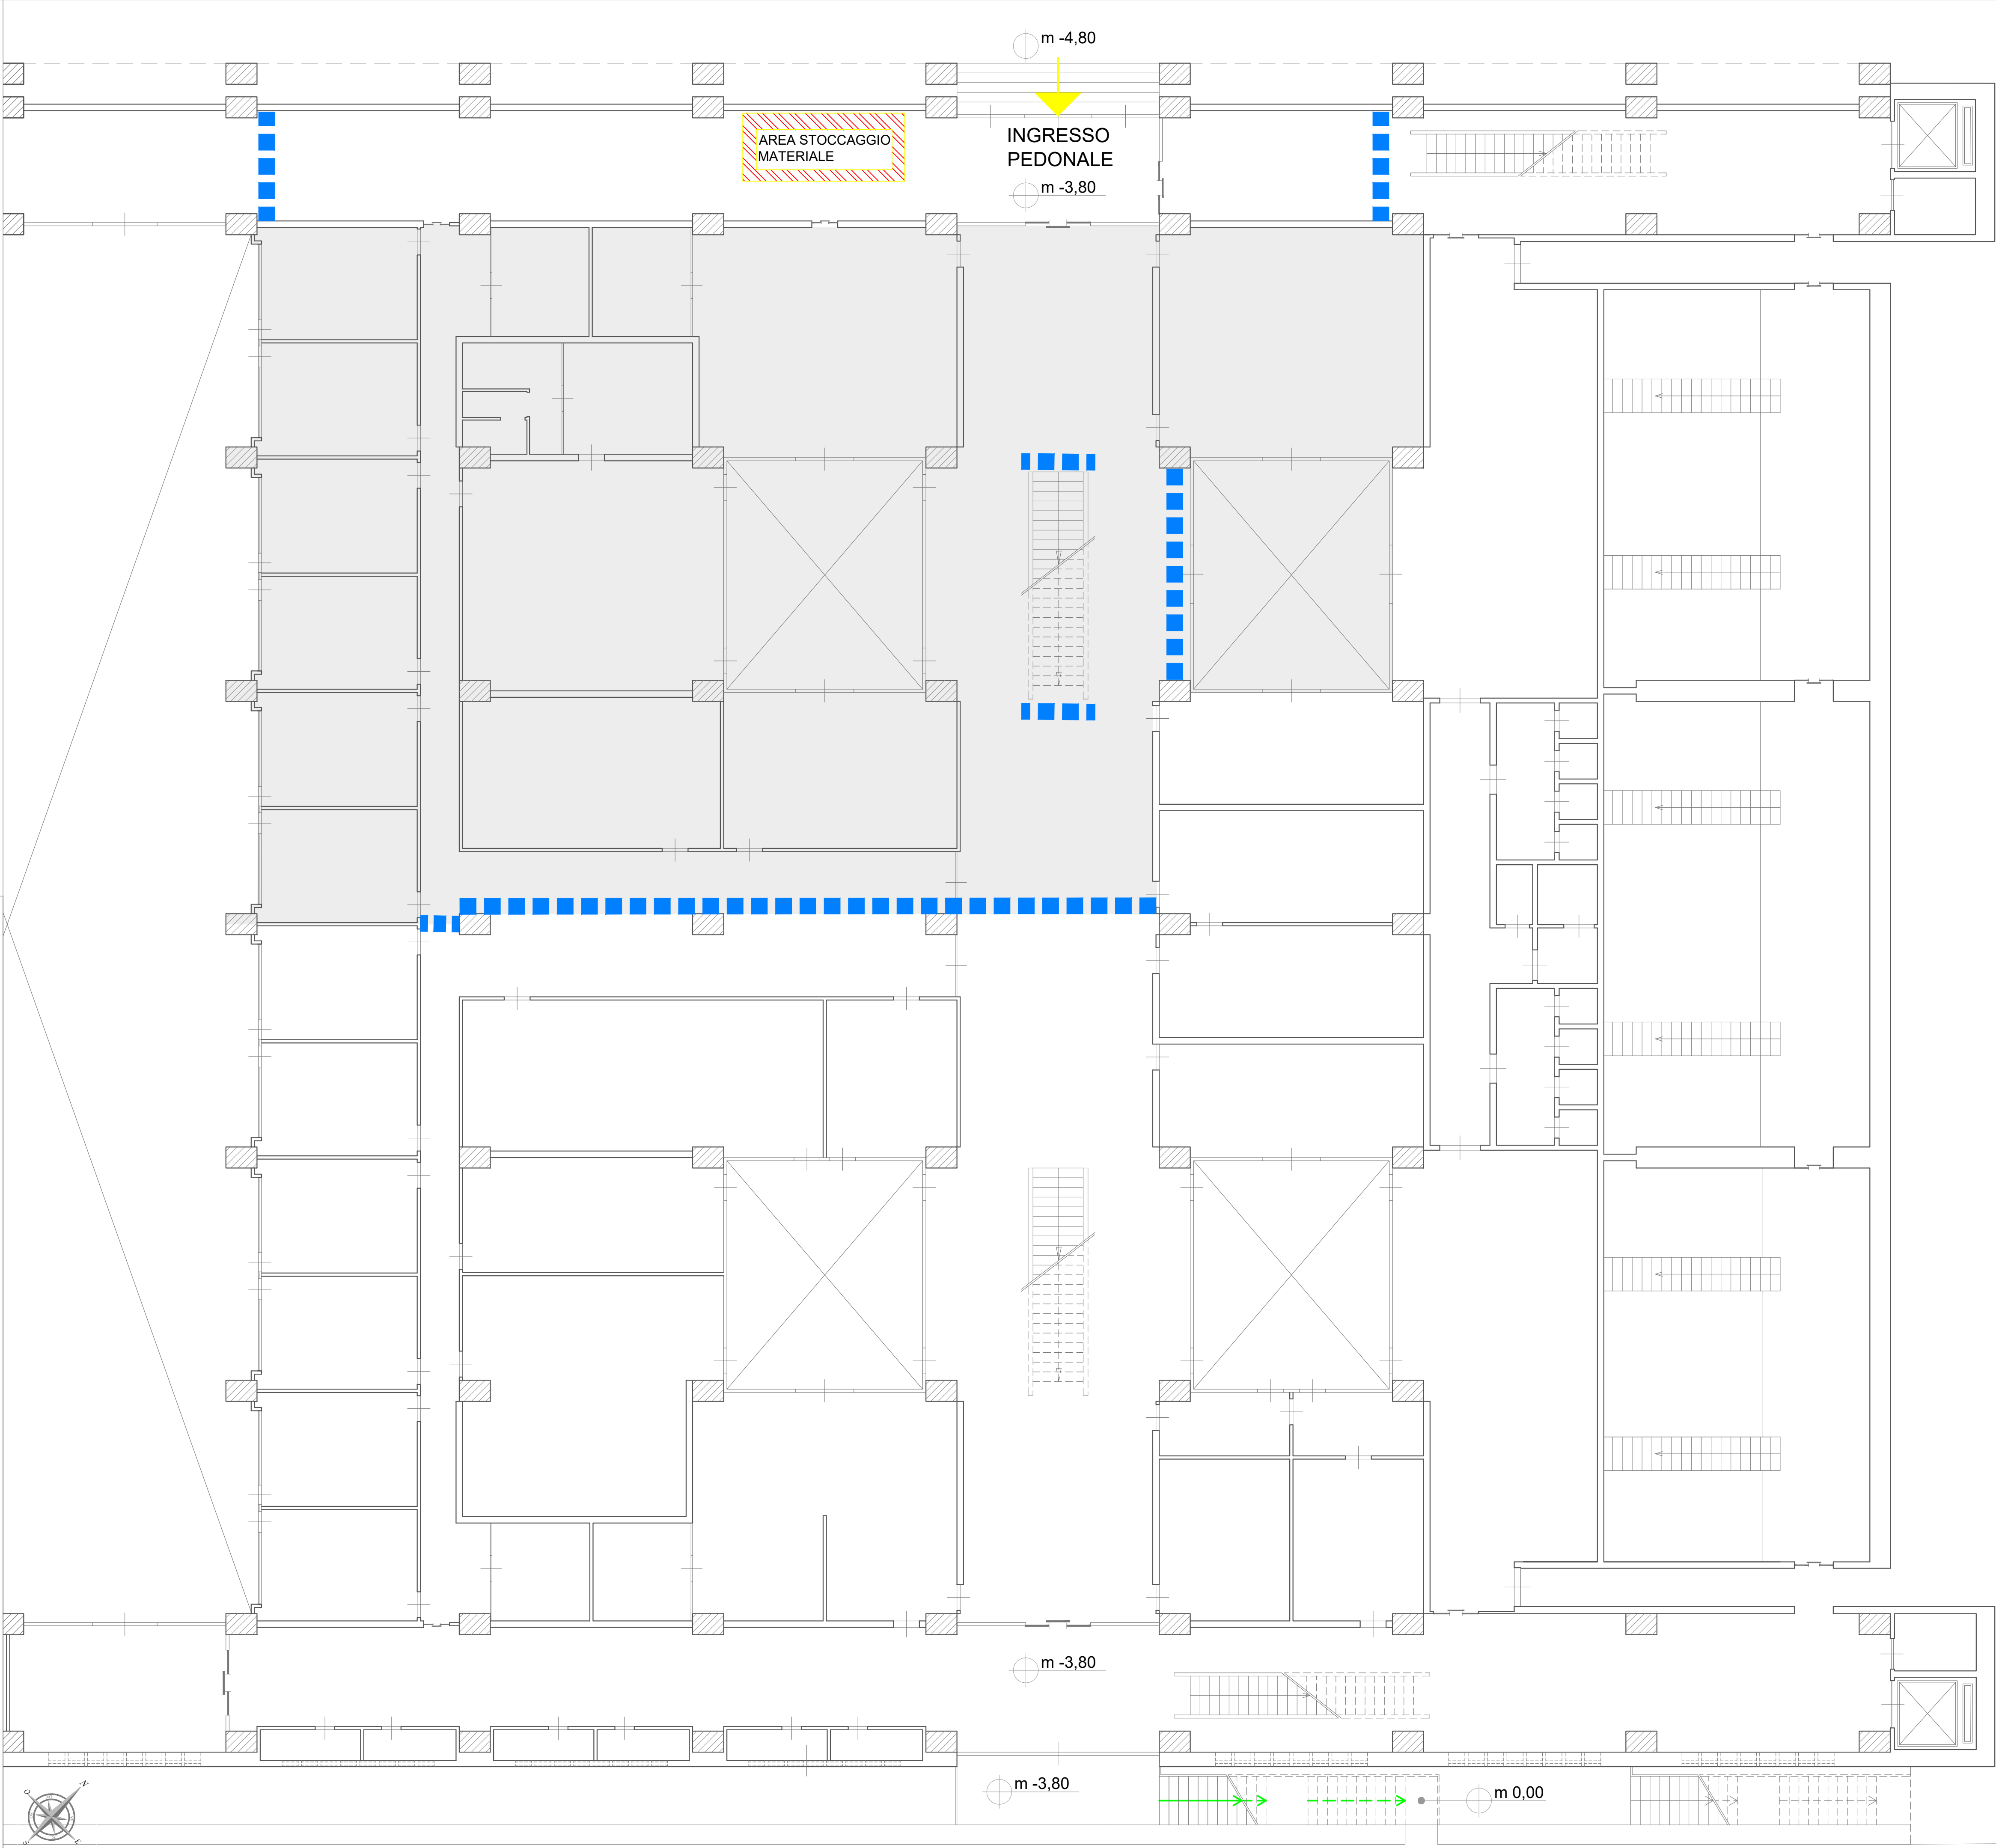 m -4,80
AREA STOCCAGGIO
MATERIALE
INGRESSO
PEDONALE
m -3,80
m -3,80
m -3,80
m 0,00
N
O
S
E